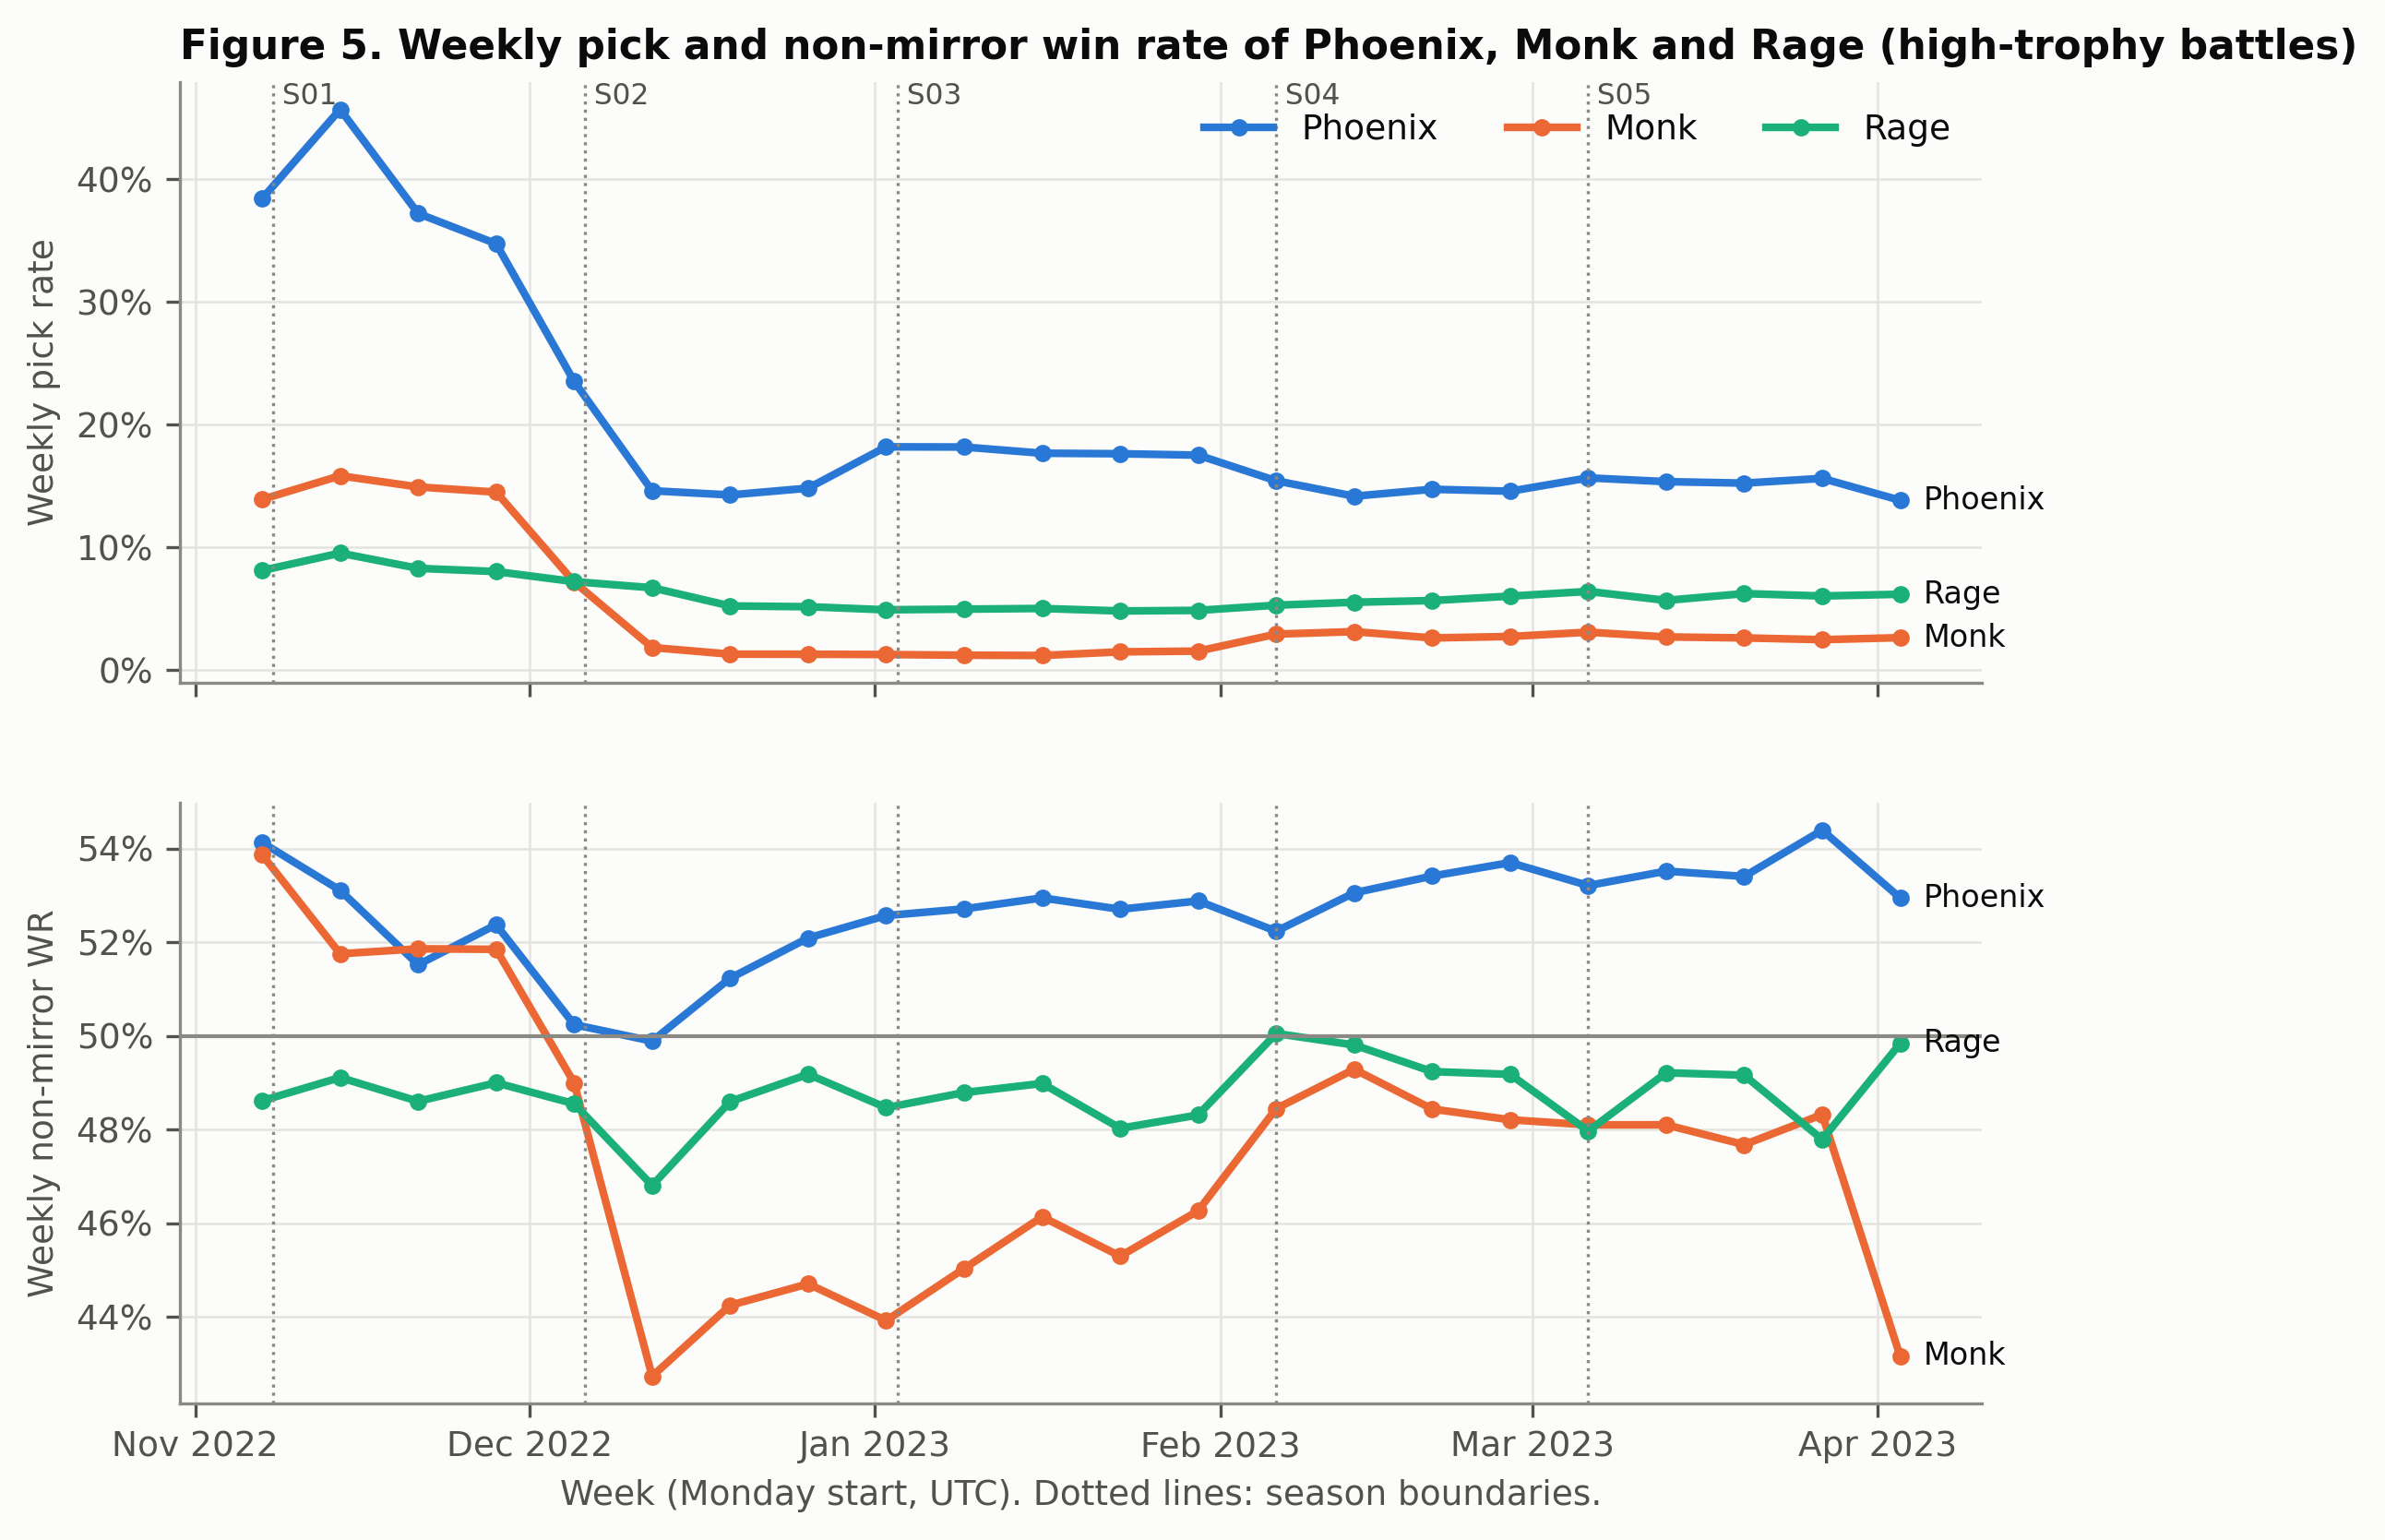 Figure 5. Weekly pick and non-mirror win rate of Phoenix, Monk and Rage (high-trophy battles)
S01 S02 S03 S04 S05
Phoenix Monk Rage
Weekly pick rate
40%
30%
20%
10%
0%
Phoenix
Rage
Monk
Weekly non-mirror WR
54%
52%
50%
48%
46%
44%
Phoenix
Rage
Monk
Nov 2022 Dec 2022 Jan 2023 Feb 2023 Mar 2023 Apr 2023
Week (Monday start, UTC). Dotted lines: season boundaries.